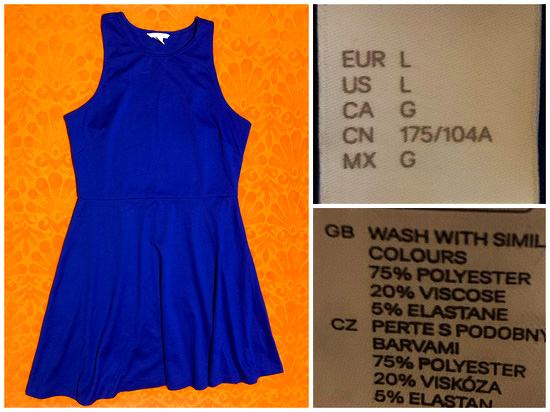 EUR L
US L
CA G
CN 175/104A
MX G
GB WASH WITH SIMIL
COLOURS
75% POLYESTER
20% VISCOSE
5% ELASTANE
CZ PERTE S PODOBNY
BARVAMI
75% POLYESTER
20% VISKÓZA
5% ELASTAN